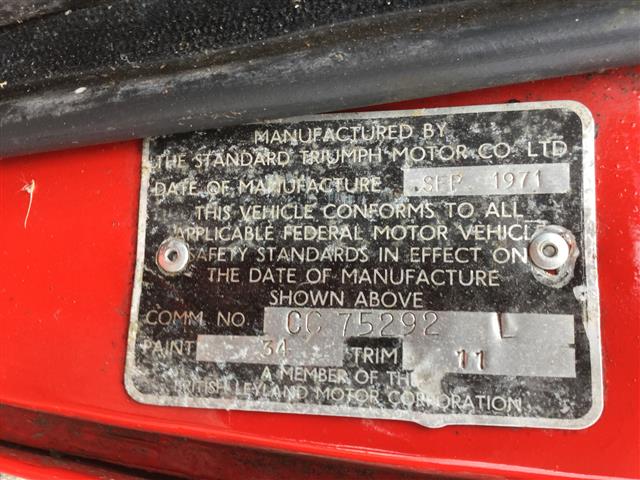 MANUFACTURED BY
THE STANDARD TRIUMPH MOTOR CO. LTD
DATE OF MANUFACTURE SEP 1971
THIS VEHICLE CONFORMS TO ALL
APPLICABLE FEDERAL MOTOR VEHICLE
SAFETY STANDARDS IN EFFECT ON
THE DATE OF MANUFACTURE
SHOWN ABOVE
COMM. NO. CC 75292 L
PAINT 34 TRIM 11
A MEMBER OF THE
BRITISH LEYLAND MOTOR CORPORATION